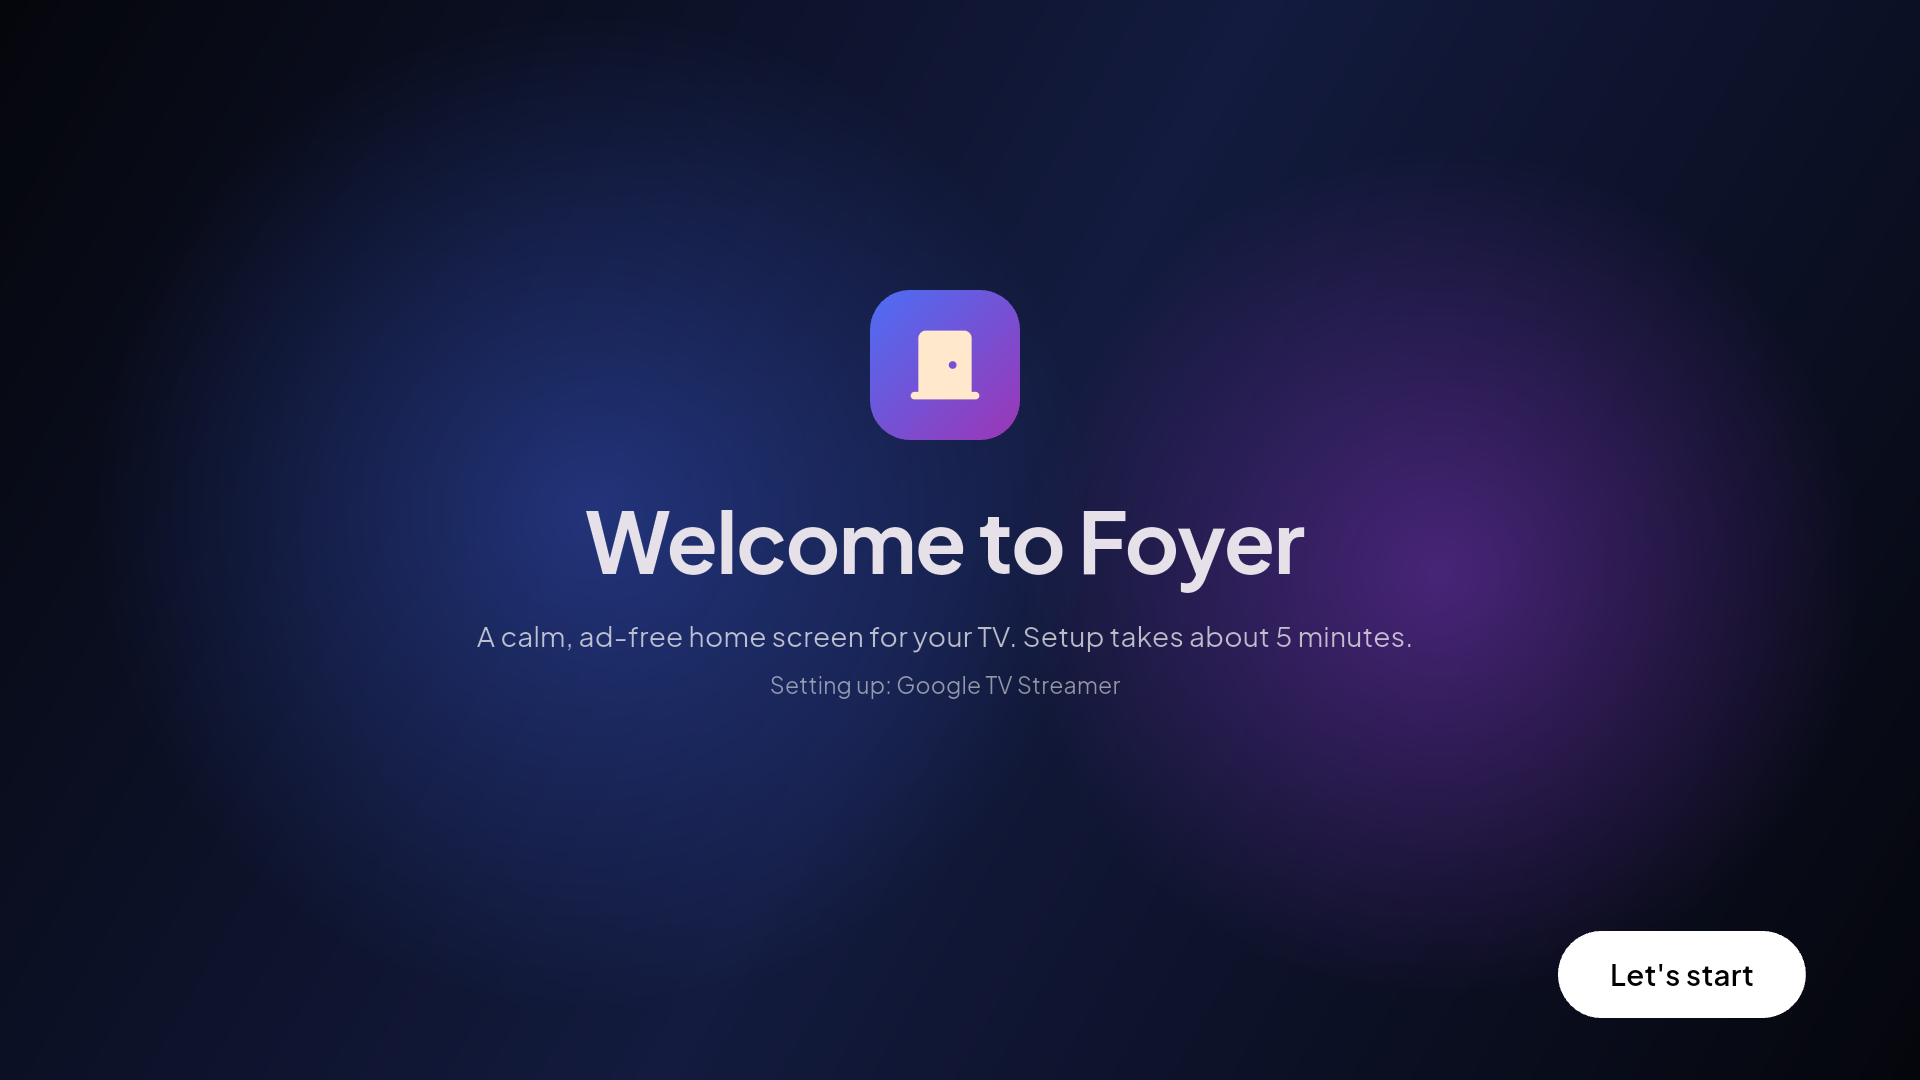 Welcome to Foyer
A calm, ad-free home screen for your TV. Setup takes about 5 minutes.
Setting up: Google TV Streamer
Let's start